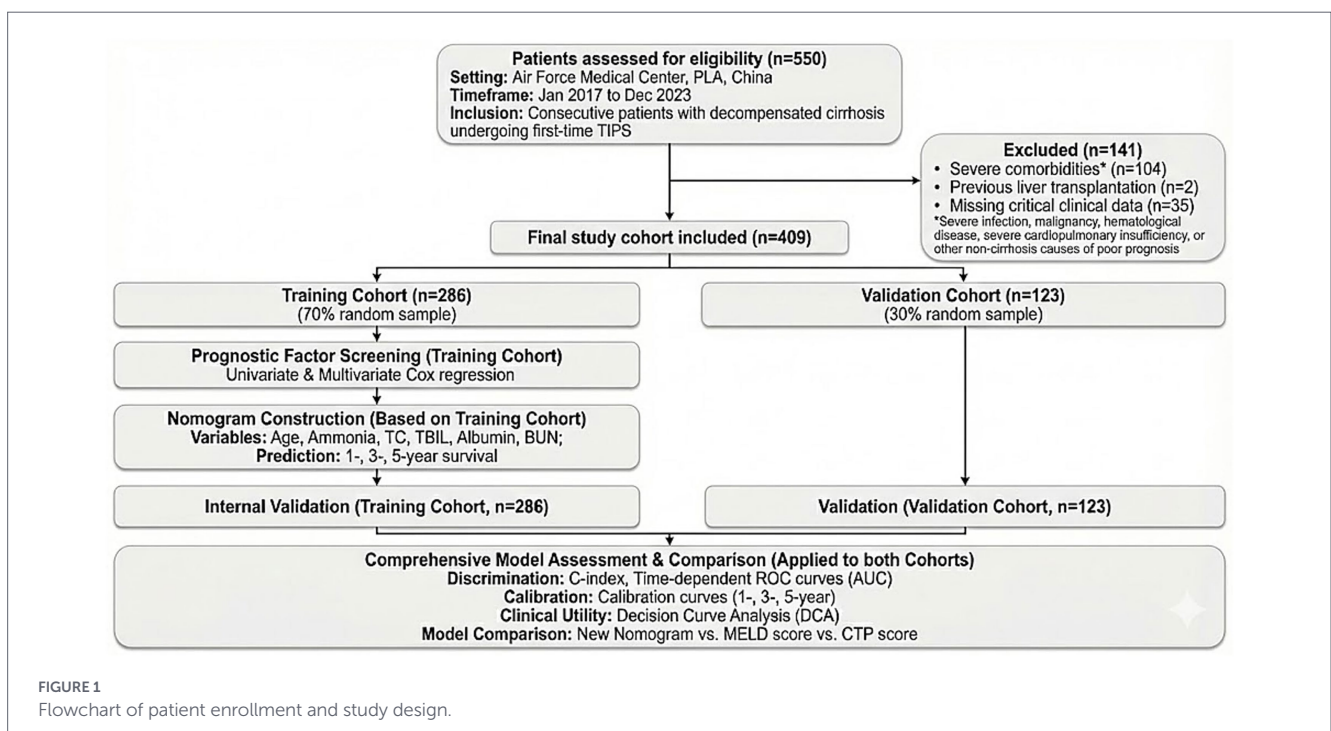 Patients assessed for eligibility (n=550)
Setting: Air Force Medical Center, PLA, China
Timeframe: Jan 2017 to Dec 2023
Inclusion: Consecutive patients with decompensated cirrhosis
undergoing first-time TIPS
Excluded (n=141)
• Severe comorbidities* (n=104)
• Previous liver transplantation (n=2)
• Missing critical clinical data (n=35)
*Severe infection, malignancy, hematological
disease, severe cardiopulmonary insufficiency, or
other non-cirrhosis causes of poor prognosis
Final study cohort included (n=409)
Training Cohort (n=286)
(70% random sample)
Validation Cohort (n=123)
(30% random sample)
Prognostic Factor Screening (Training Cohort)
Univariate & Multivariate Cox regression
Nomogram Construction (Based on Training Cohort)
Variables: Age, Ammonia, TC, TBIL, Albumin, BUN;
Prediction: 1-, 3-, 5-year survival
Internal Validation (Training Cohort, n=286)
Validation (Validation Cohort, n=123)
Comprehensive Model Assessment & Comparison (Applied to both Cohorts)
Discrimination: C-index, Time-dependent ROC curves (AUC)
Calibration: Calibration curves (1-, 3-, 5-year)
Clinical Utility: Decision Curve Analysis (DCA)
Model Comparison: New Nomogram vs. MELD score vs. CTP score
FIGURE 1
Flowchart of patient enrollment and study design.